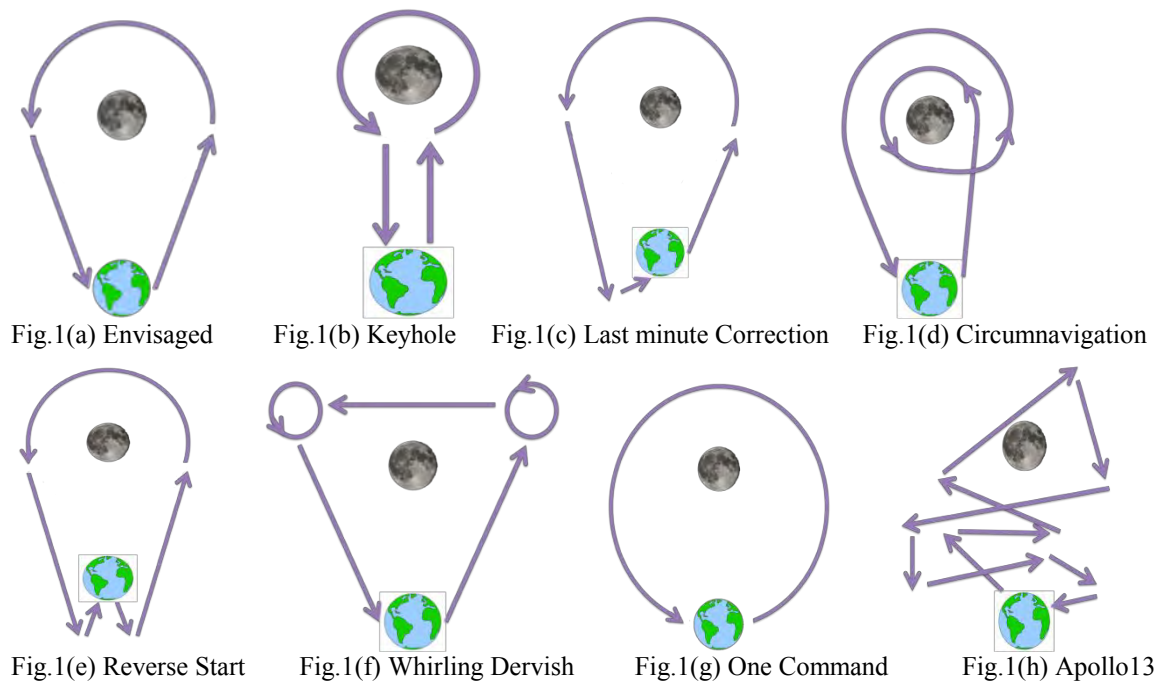 Fig.1(a) Envisaged
Fig.1(b) Keyhole
Fig.1(c) Last minute Correction
Fig.1(d) Circumnavigation
Fig.1(e) Reverse Start
Fig.1(f) Whirling Dervish
Fig.1(g) One Command
Fig.1(h) Apollo13